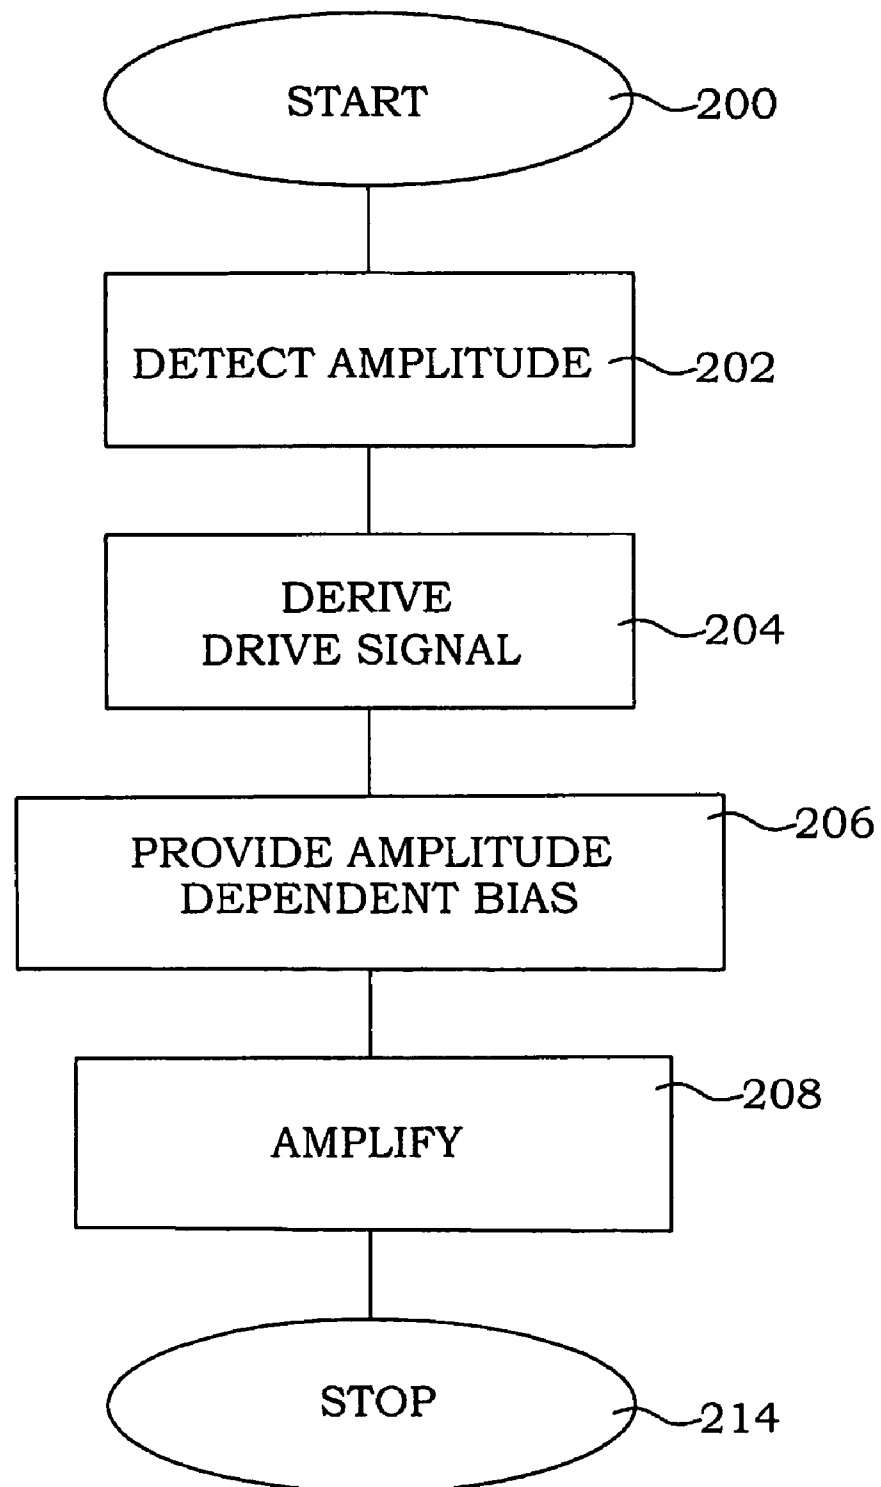 START
200
DETECT AMPLITUDE
202
DERIVE
DRIVE SIGNAL
204
206
PROVIDE AMPLITUDE
DEPENDENT BIAS
208
AMPLIFY
STOP
214